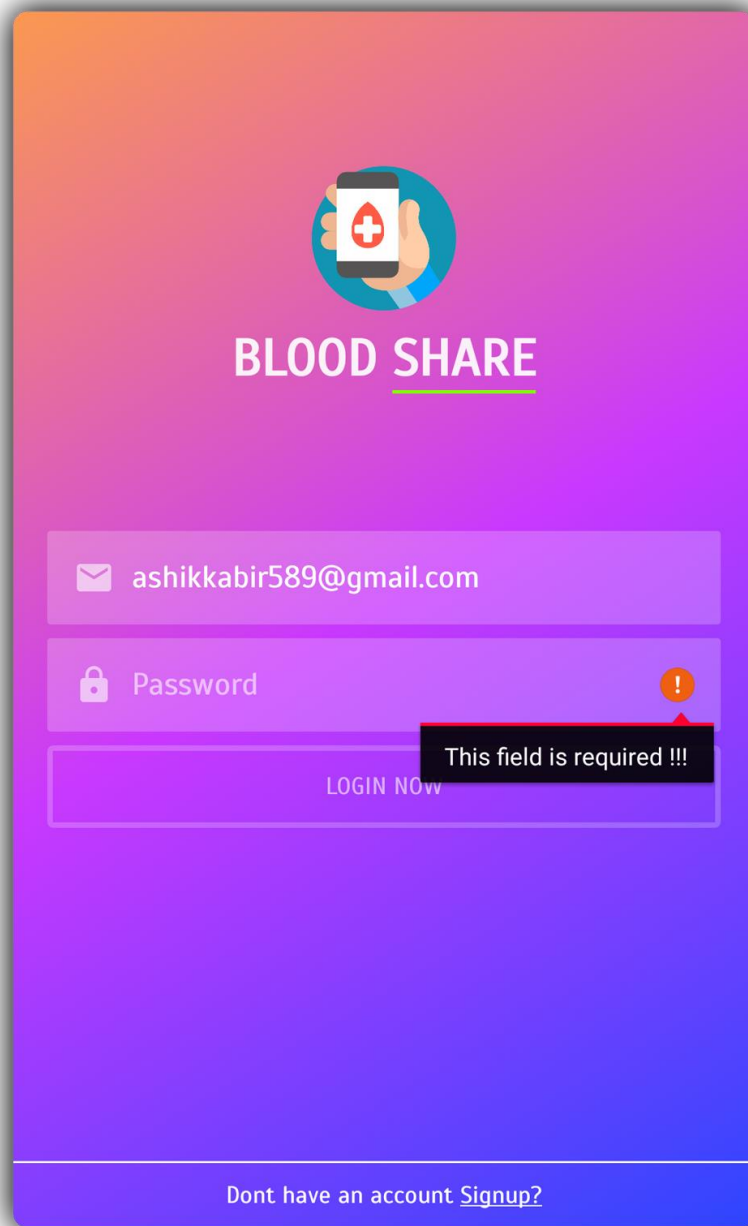 BLOOD SHARE
ashikkabir589@gmail.com
Password
This field is required !!!
LOGIN NOW
Dont have an account Signup?